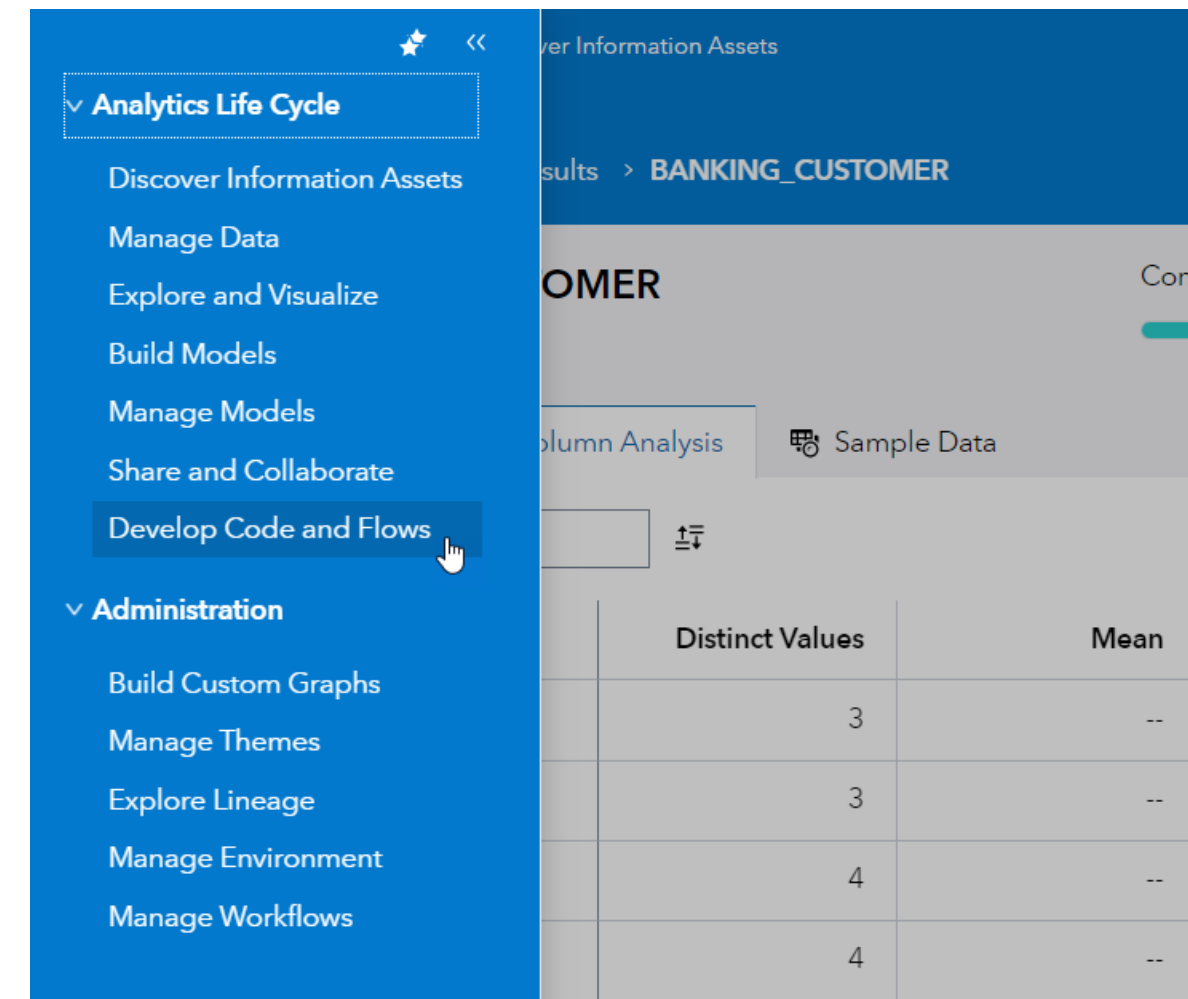 Analytics Life Cycle
Discover Information Assets
Manage Data
Explore and Visualize
Build Models
Manage Models
Share and Collaborate
Develop Code and Flows
Administration
Build Custom Graphs
Manage Themes
Explore Lineage
Manage Environment
Manage Workflows
ver Information Assets
sults > BANKING_CUSTOMER
OMER
Con
olumn Analysis
Sample Data
Distinct Values Mean
3 --
3 --
4 --
4 --